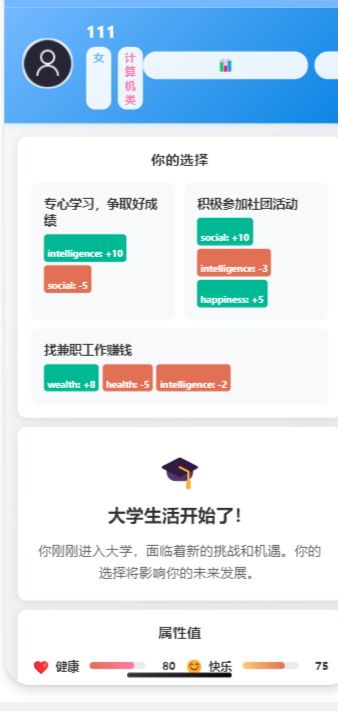 111
女
计算机类
你的选择
专心学习，争取好成
绩
intelligence: +10
social: -5
积极参加社团活动
social: +10
intelligence: -3
happiness: +5
找兼职工作赚钱
wealth: +8 health: -5 intelligence: -2
大学生活开始了！
你刚刚进入大学，面临着新的挑战和机遇。你的
选择将影响你的未来发展。
属性值
健康 80 快乐 75